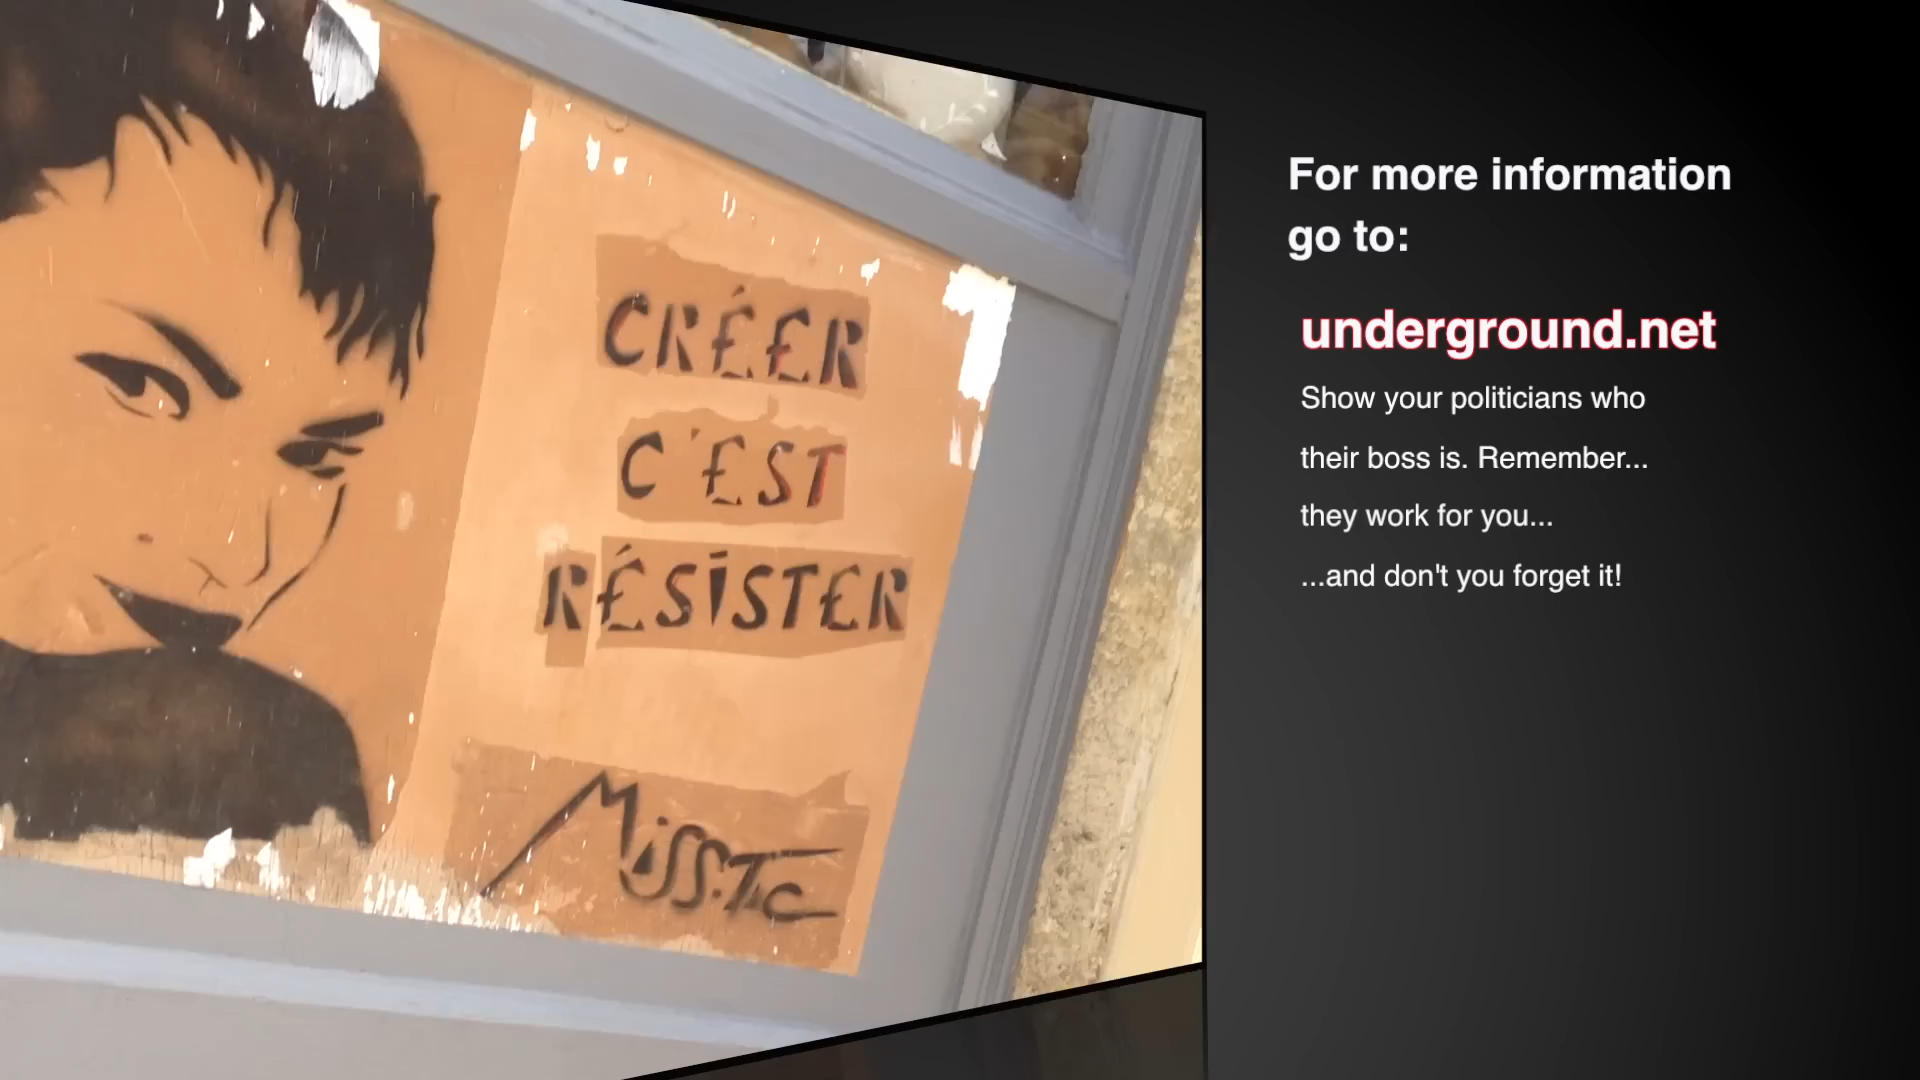 CRÉER
C'EST
RÉSISTER
MISS.TIC
For more information
go to:
underground.net
Show your politicians who
their boss is. Remember...
they work for you...
...and don't you forget it!